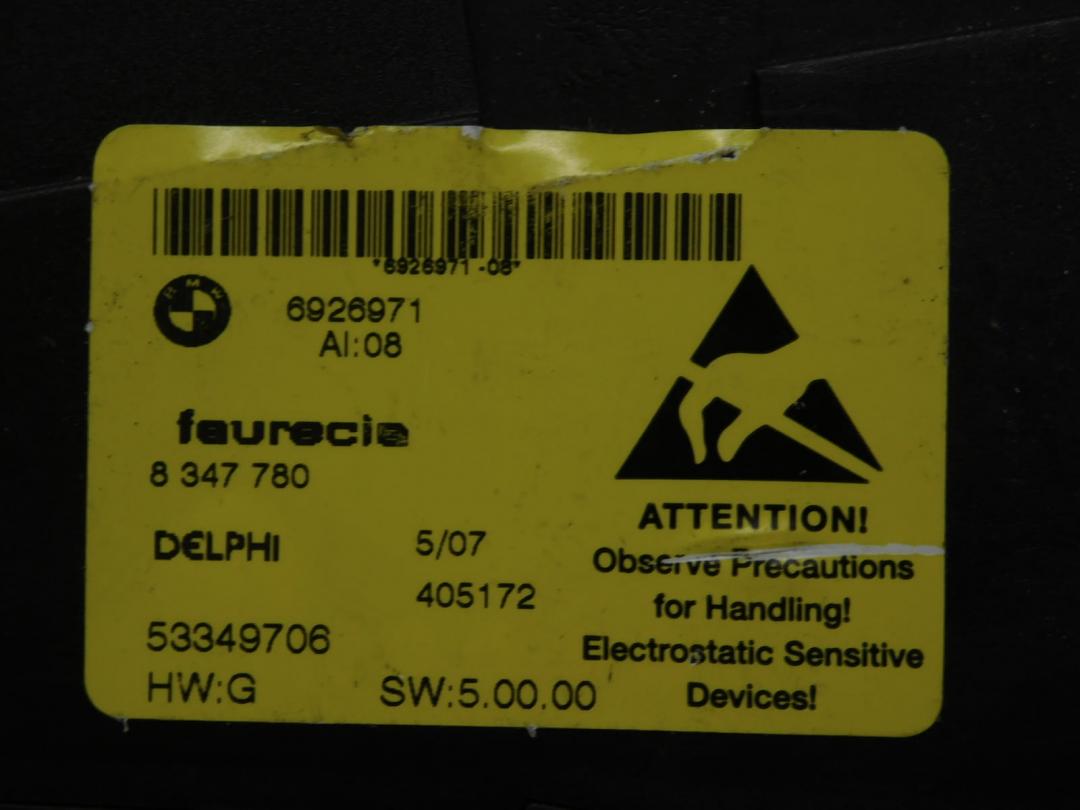 *6926971-08*
BMW
6926971
AI:08
faurecia
8 347 780
DELPHI 5/07
405172
53349706
HW:G SW:5.00.00
ATTENTION!
Observe Precautions
for Handling!
Electrostatic Sensitive
Devices!